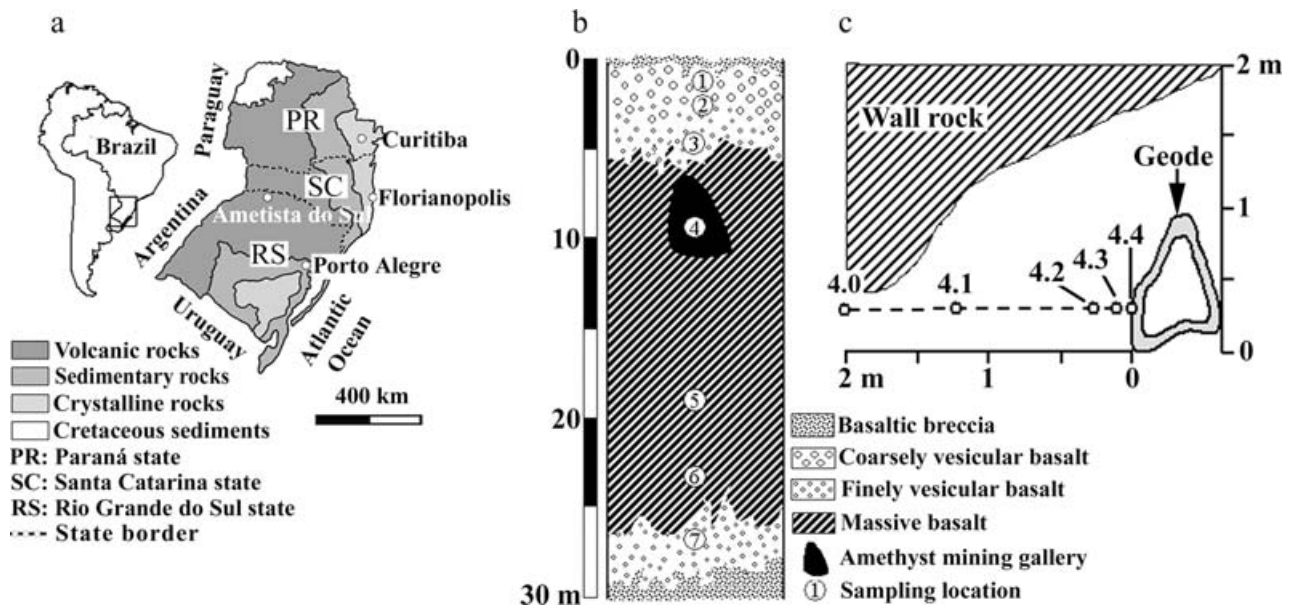 a
Brazil
Paraguay
PR
Curitiba
SC
Florianopolis
Ametista do Sul
Argentina
RS
Porto Alegre
Uruguay
Atlantic
Ocean
Volcanic rocks
Sedimentary rocks
Crystalline rocks
Cretaceous sediments
400 km
PR: Paraná state
SC: Santa Catarina state
RS: Rio Grande do Sul state
State border
b
0
10
20
30 m
1
2
3
4
5
6
7
c
2 m
1
0
Wall rock
Geode
4.0
4.1
4.2
4.3
4.4
2 m
1
0
Basaltic breccia
Coarsely vesicular basalt
Finely vesicular basalt
Massive basalt
Amethyst mining gallery
1 Sampling location